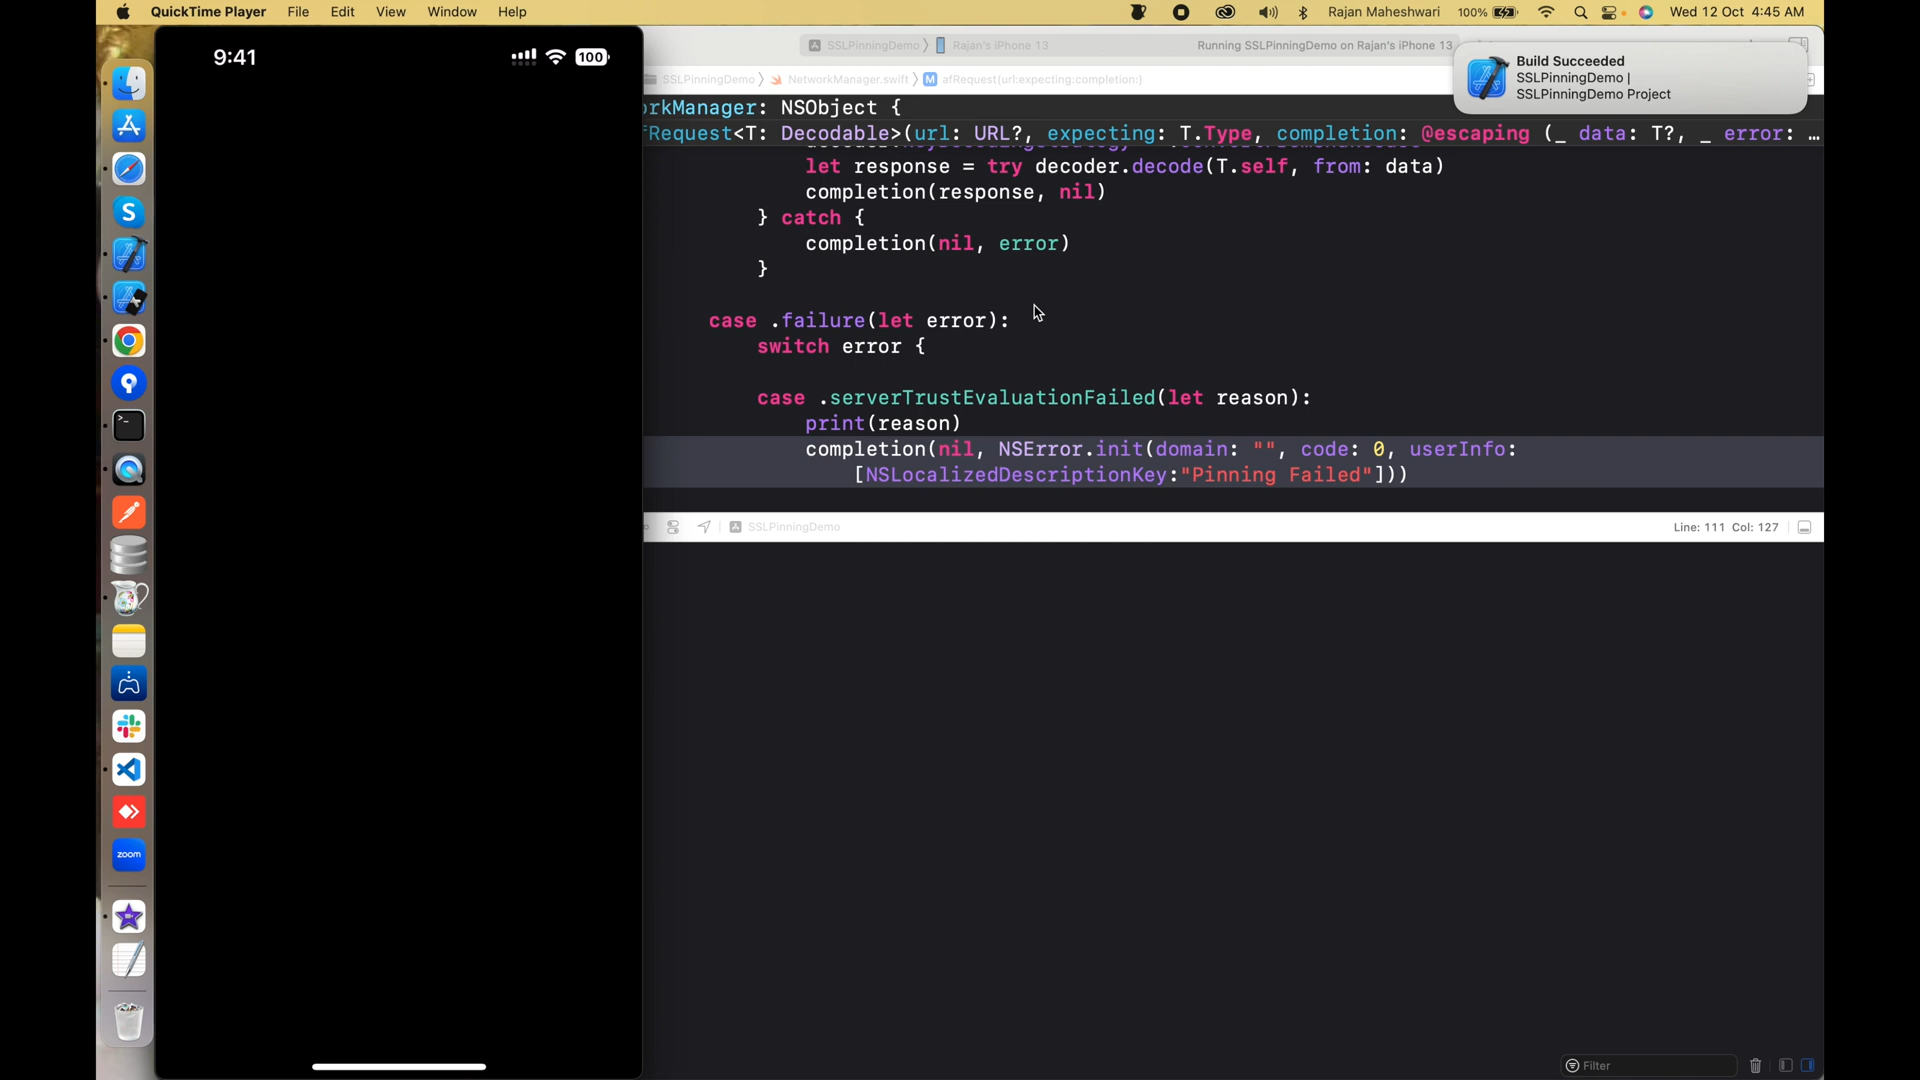 QuickTime Player File Edit View Window Help
Rajan Maheshwari 100% Wed 12 Oct 4:45 AM
9:41
100
SSLPinningDemo Rajan's iPhone 13
Running SSLPinningDemo on Rajan's iPhone 13
Build Succeeded
SSLPinningDemo |
SSLPinningDemo Project
SSLPinningDemo NetworkManager.swift M afRequest(url:expecting:completion:)
orkManager: NSObject {
fRequest<T: Decodable>(url: URL?, expecting: T.Type, completion: @escaping (_ data: T?, _ error: …
let response = try decoder.decode(T.self, from: data)
completion(response, nil)
} catch {
completion(nil, error)
}
case .failure(let error):
switch error {
case .serverTrustEvaluationFailed(let reason):
print(reason)
completion(nil, NSError.init(domain: "", code: 0, userInfo:
[NSLocalizedDescriptionKey:"Pinning Failed"]))
SSLPinningDemo
Line: 111 Col: 127
S
>_
zoom
Filter